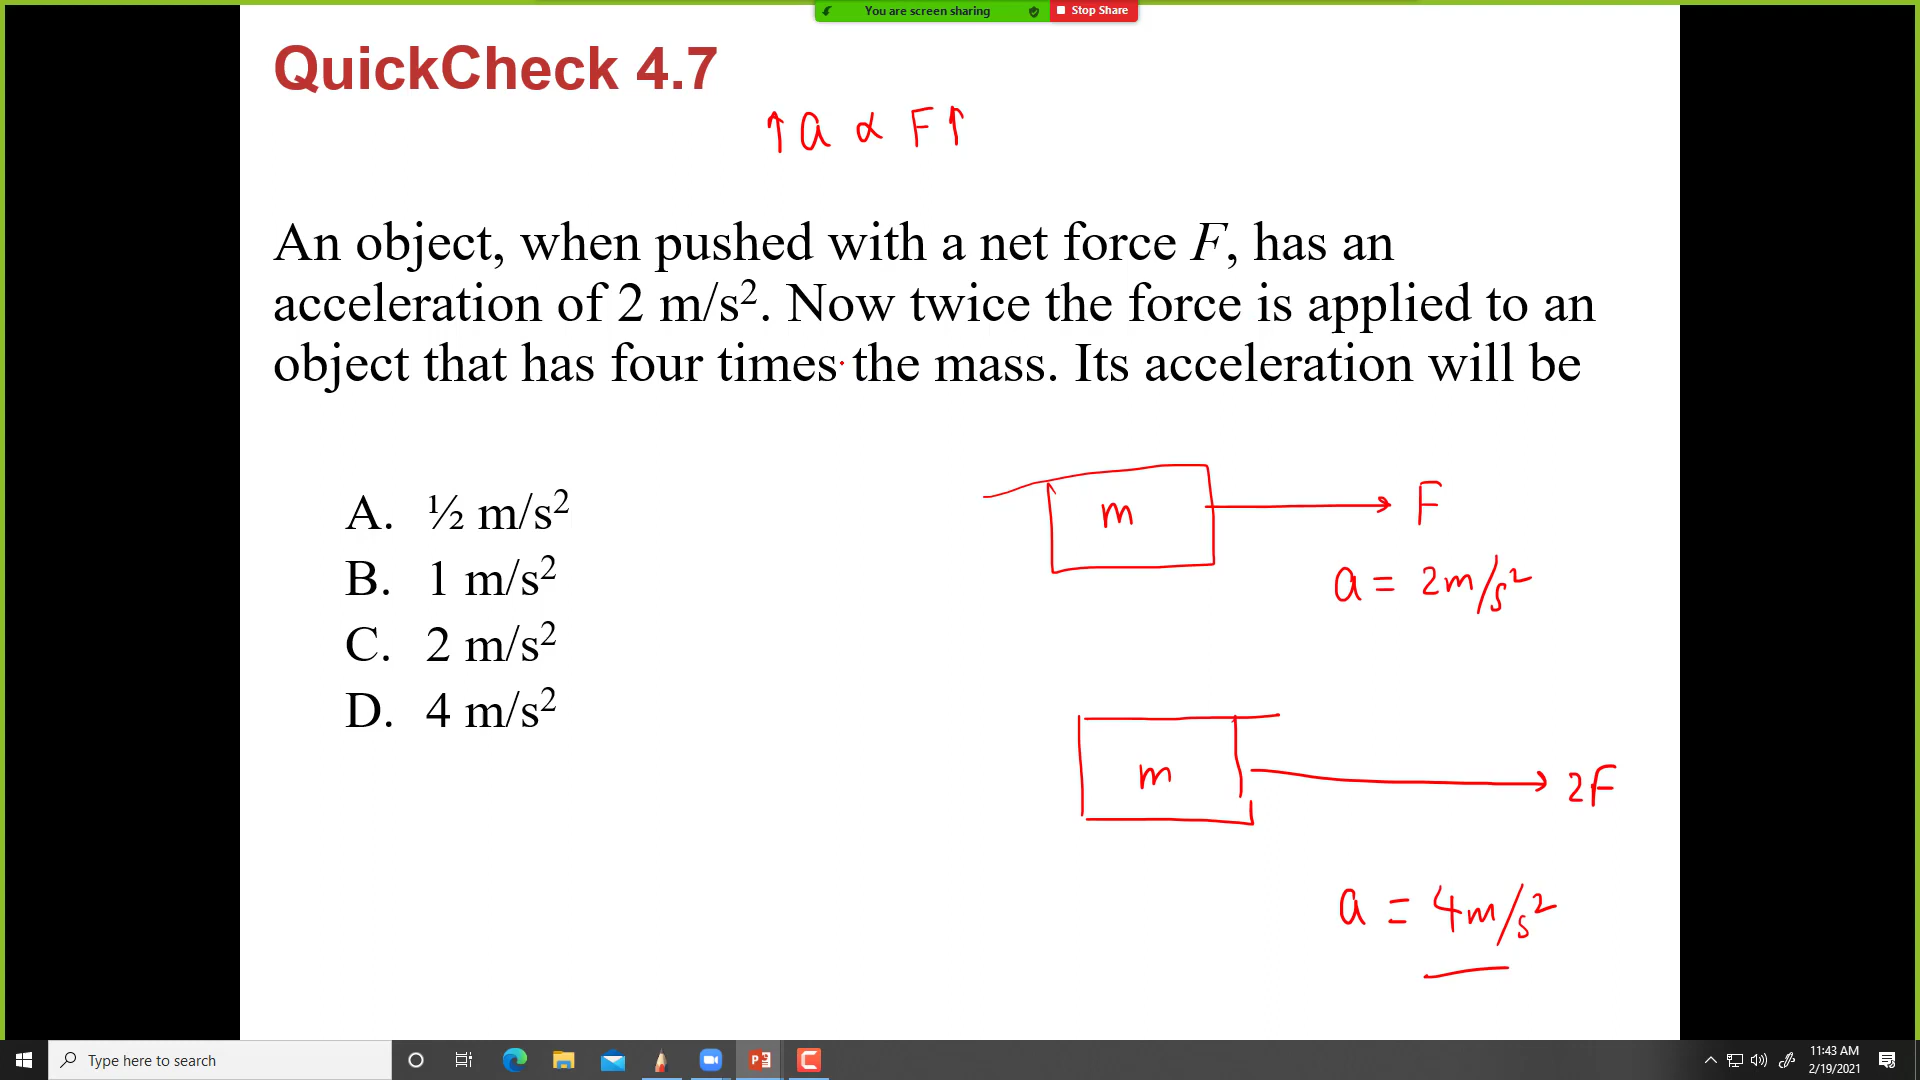 You are screen sharing
Stop Share
QuickCheck 4.7
↑ a ∝ F ↑
An object, when pushed with a net force F, has an
acceleration of 2 m/s². Now twice the force is applied to an
object that has four times the mass. Its acceleration will be
A. ½ m/s²
B. 1 m/s²
C. 2 m/s²
D. 4 m/s²
m
F
a = 2m/s²
m
2F
a = 4m/s²
Type here to search
11:43 AM
2/19/2021